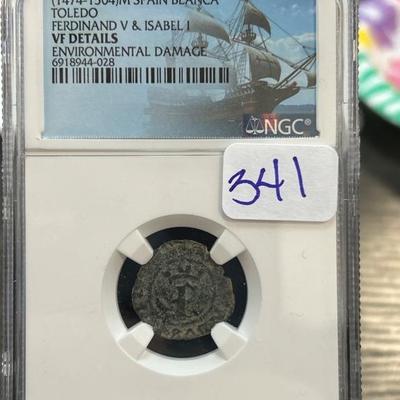 (1474-1504)M SPAIN BLANCA
TOLEDO
FERDINAND V & ISABEL I
VF DETAILS
ENVIRONMENTAL DAMAGE
6918944-028
NGC
341